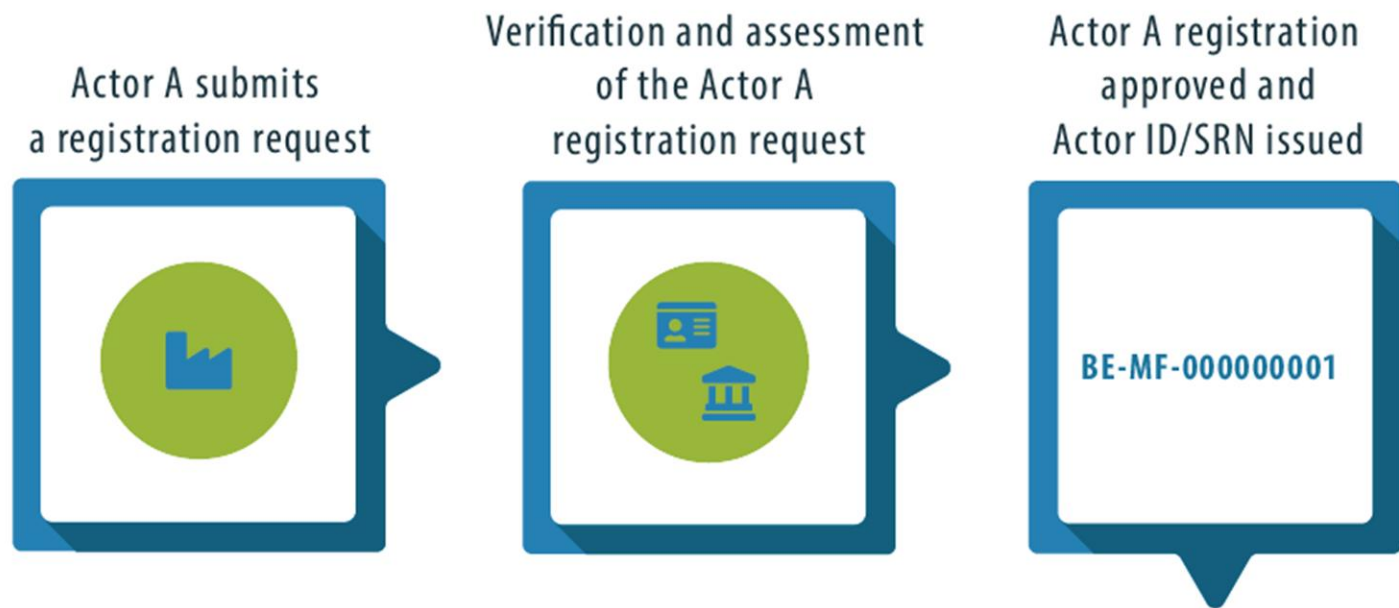 Actor A submits
a registration request
Verification and assessment
of the Actor A
registration request
Actor A registration
approved and
Actor ID/SRN issued
BE-MF-000000001